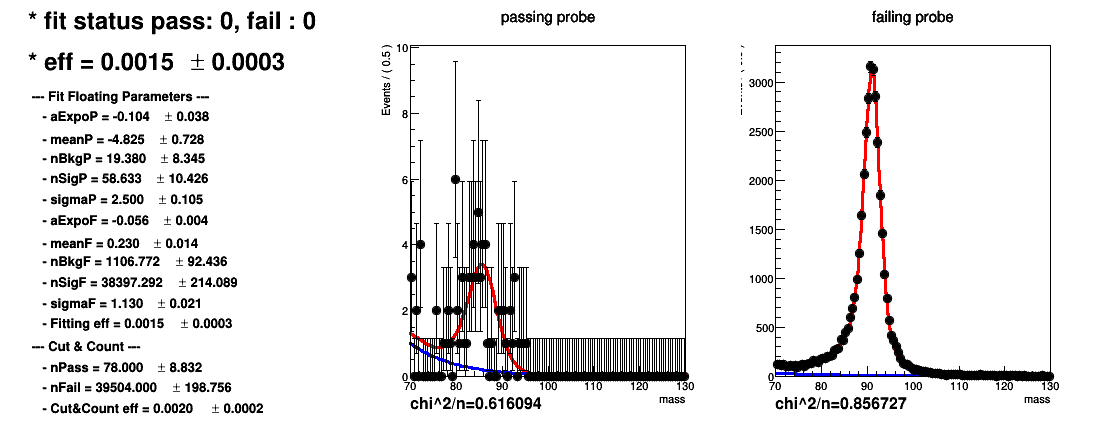 * fit status pass: 0, fail : 0
* eff = 0.0015 ± 0.0003
--- Fit Floating Parameters ---
- aExpoP = -0.104 ± 0.038
- meanP = -4.825 ± 0.728
- nBkgP = 19.380 ± 8.345
- nSigP = 58.633 ± 10.426
- sigmaP = 2.500 ± 0.105
- aExpoF = -0.056 ± 0.004
- meanF = 0.230 ± 0.014
- nBkgF = 1106.772 ± 92.436
- nSigF = 38397.292 ± 214.089
- sigmaF = 1.130 ± 0.021
- Fitting eff = 0.0015 ± 0.0003
--- Cut & Count ---
- nPass = 78.000 ± 8.832
- nFail = 39504.000 ± 198.756
- Cut&Count eff = 0.0020 ± 0.0002
passing probe
Events / ( 0.5 )
10
8
6
4
2
0
70 80 90 100 110 120 130
mass
chi^2/n=0.616094
failing probe
3000
2500
2000
1500
1000
500
0
70 80 90 100 110 120 130
mass
chi^2/n=0.856727